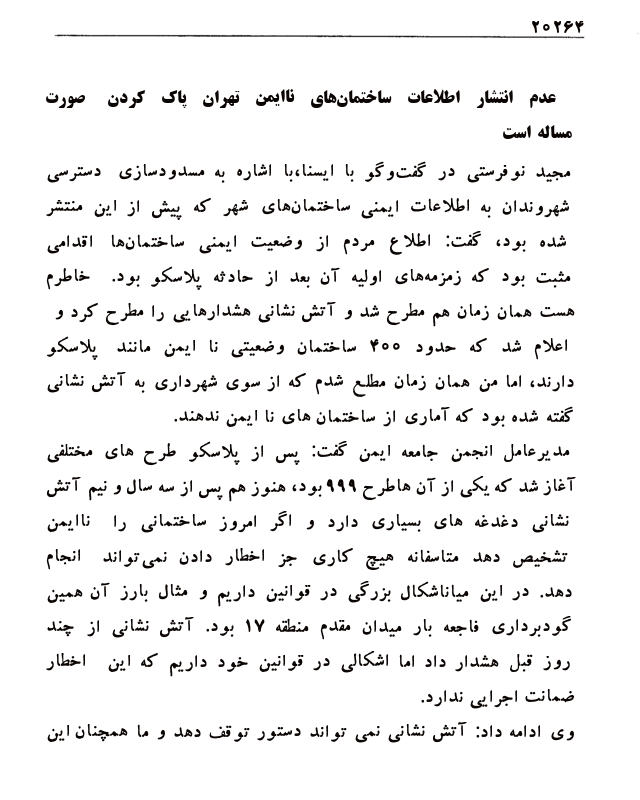 ۲۰۲۶۴
عدم انتشار اطلاعات ساختمان‌های ناایمن تهران پاک کردن صورت
مساله است
مجید نوفرستی در گفت‌وگو با ایسنا،با اشاره به مسدودسازی دسترسی
شهروندان به اطلاعات ایمنی ساختمان‌های شهر که پیش از این منتشر
شده بود، گفت: اطلاع مردم از وضعیت ایمنی ساختمان‌ها اقدامی
مثبت بود که زمزمه‌های اولیه آن بعد از حادثه پلاسکو بود. خاطرم
هست همان زمان هم مطرح شد و آتش نشانی هشدارهایی را مطرح کرد و
اعلام شد که حدود ۴۰۰ ساختمان وضعیتی نا ایمن مانند پلاسکو
دارند، اما من همان زمان مطلع شدم که از سوی شهرداری به آتش نشانی
گفته شده بود که آماری از ساختمان های نا ایمن ندهند.
مدیرعامل انجمن جامعه ایمن گفت: پس از پلاسکو طرح های مختلفی
آغاز شد که یکی از آن هاطرح ۹۹۹ بود، هنوز هم پس از سه سال و نیم آتش
نشانی دغدغه های بسیاری دارد و اگر امروز ساختمانی را ناایمن
تشخیص دهد متاسفانه هیچ کاری جز اخطار دادن نمی‌تواند انجام
دهد. در این میاناشکال بزرگی در قوانین داریم و مثال بارز آن همین
گودبرداری فاجعه بار میدان مقدم منطقه ۱۷ بود. آتش نشانی از چند
روز قبل هشدار داد اما اشکالی در قوانین خود داریم که این اخطار
ضمانت اجرایی ندارد.
وی ادامه داد: آتش نشانی نمی تواند دستور توقف دهد و ما همچنان این